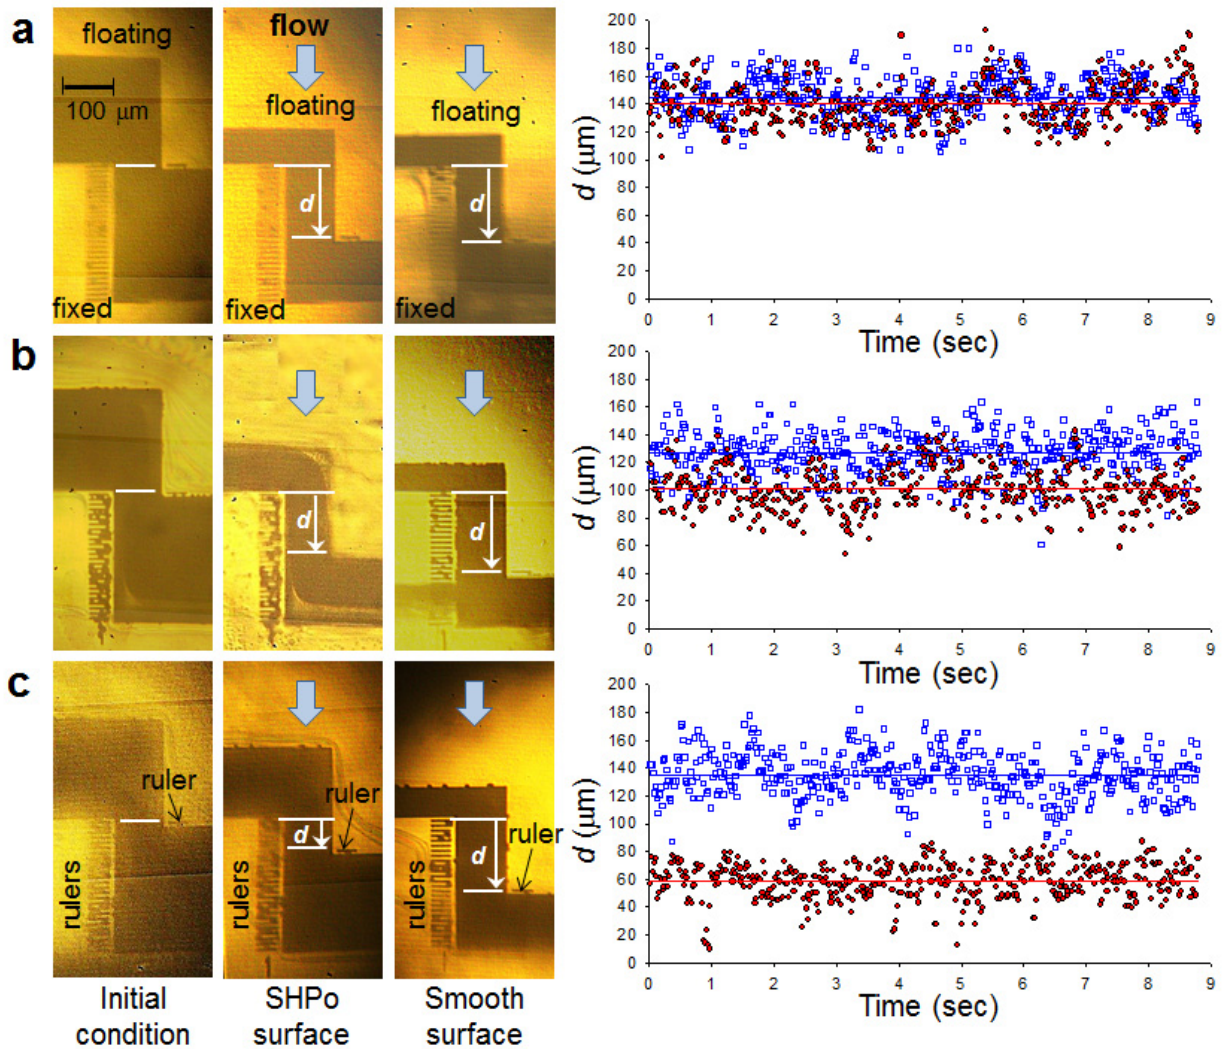 a
floating
100 μm
fixed
flow
floating
d
fixed
floating
d
fixed
200
180
160
140
120
100
80
60
40
20
0
d (μm)
0 1 2 3 4 5 6 7 8 9
Time (sec)
b
d
d
200
180
160
140
120
100
80
60
40
20
0
d (μm)
0 1 2 3 4 5 6 7 8 9
Time (sec)
c
ruler
rulers
d
ruler
rulers
d
ruler
rulers
200
180
160
140
120
100
80
60
40
20
0
d (μm)
0 1 2 3 4 5 6 7 8 9
Time (sec)
Initial
condition
SHPo
surface
Smooth
surface